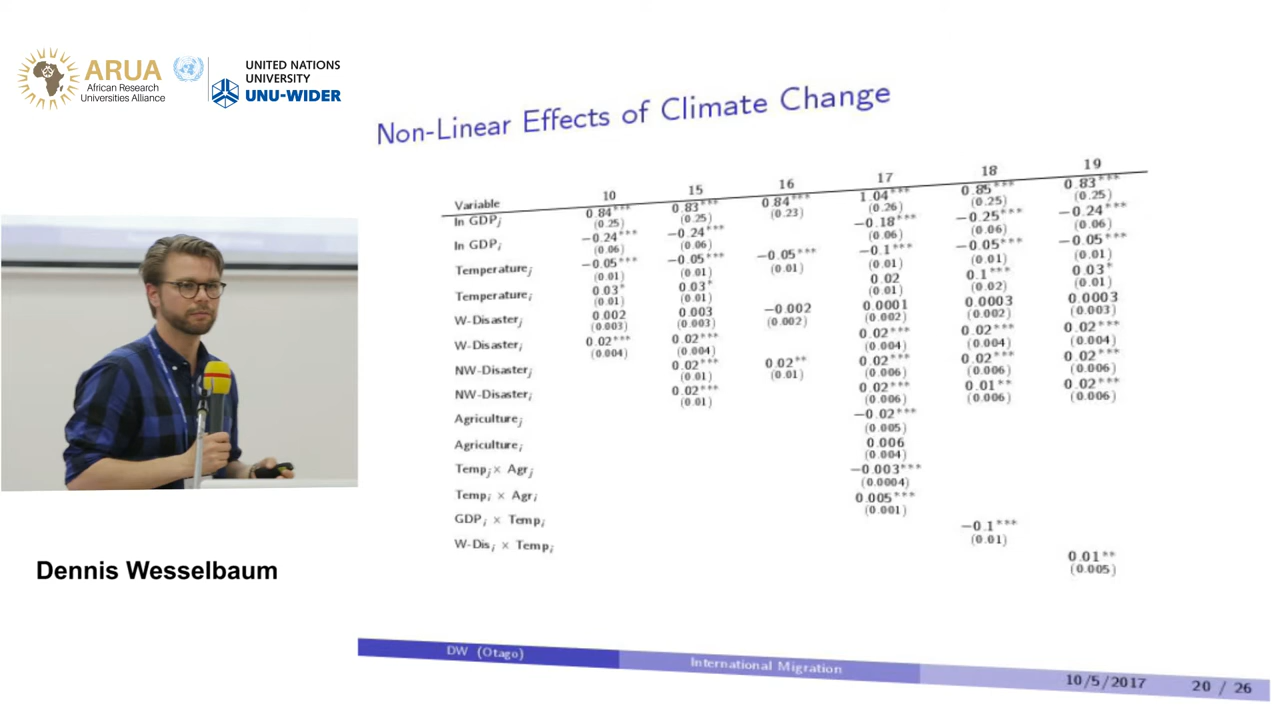 ARUA
African Research
Universities Alliance
UNITED NATIONS
UNIVERSITY
UNU-WIDER
Non-Linear Effects of Climate Change
Variable 10 15 16 17 18 19
ln GDPⱼ 0.84*** 0.83*** 0.84*** 1.04*** 0.85*** 0.83***
(0.25) (0.25) (0.23) (0.26) (0.25) (0.25)
ln GDPᵢ −0.24*** −0.24*** −0.18*** −0.25*** −0.24***
(0.06) (0.06) (0.06) (0.06) (0.06)
Temperatureⱼ −0.05*** −0.05*** −0.05*** −0.1*** −0.05*** −0.05***
(0.01) (0.01) (0.01) (0.01) (0.01) (0.01)
Temperatureᵢ 0.03* 0.03* 0.02 0.1*** 0.03*
(0.01) (0.01) (0.01) (0.02) (0.01)
W-Disasterⱼ 0.002 0.003 −0.002 0.0001 0.0003 0.0003
(0.003) (0.003) (0.002) (0.002) (0.002) (0.003)
W-Disasterᵢ 0.02*** 0.02*** 0.02*** 0.02*** 0.02***
(0.004) (0.004) (0.004) (0.004) (0.004)
NW-Disasterⱼ 0.02*** 0.02** 0.02*** 0.02*** 0.02***
(0.01) (0.01) (0.006) (0.006) (0.006)
NW-Disasterᵢ 0.02*** 0.02*** 0.01** 0.02***
(0.01) (0.006) (0.006) (0.006)
Agricultureⱼ −0.02***
(0.005)
Agricultureᵢ 0.006
(0.004)
Tempⱼ × Agrⱼ −0.003***
(0.0004)
Tempᵢ × Agrᵢ 0.005***
(0.001)
GDPᵢ × Tempᵢ −0.1***
(0.01)
W-Disᵢ × Tempᵢ 0.01**
(0.005)
Dennis Wesselbaum
DW (Otago) International Migration 10/5/2017 20 / 26